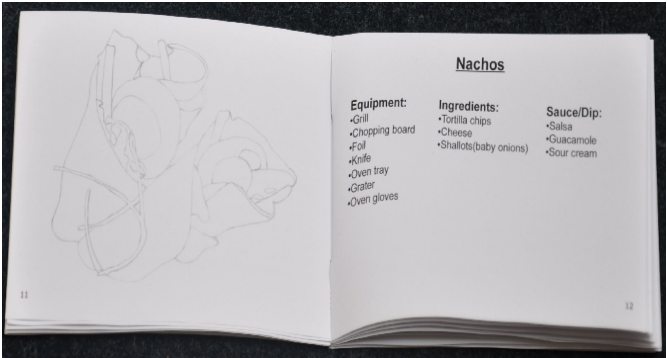 11
Nachos
Equipment:
•Grill
•Chopping board
•Foil
•Knife
•Oven tray
•Grater
•Oven gloves
Ingredients:
•Tortilla chips
•Cheese
•Shallots(baby onions)
Sauce/Dip:
•Salsa
•Guacamole
•Sour cream
12